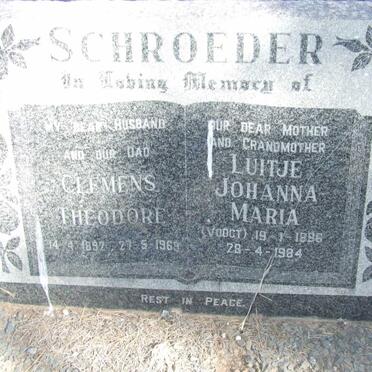 SCHROEDER
In Loving Memory of
MY DEAR HUSBAND
AND OUR DAD
CLEMENS
THEODORE
14-4-1892 27-5-1969
OUR DEAR MOTHER
AND GRANDMOTHER
LUITJE
JOHANNA
MARIA
(VOOGT) 19-1-1896
28-4-1984
REST IN PEACE.